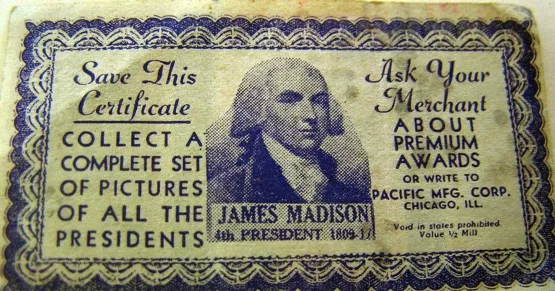 Save This
Certificate
COLLECT A
COMPLETE SET
OF PICTURES
OF ALL THE
PRESIDENTS
JAMES MADISON
4th PRESIDENT 1809-17
Ask Your
Merchant
ABOUT
PREMIUM
AWARDS
OR WRITE TO
PACIFIC MFG. CORP.
CHICAGO, ILL.
Void in states prohibited
Value ½ Mill